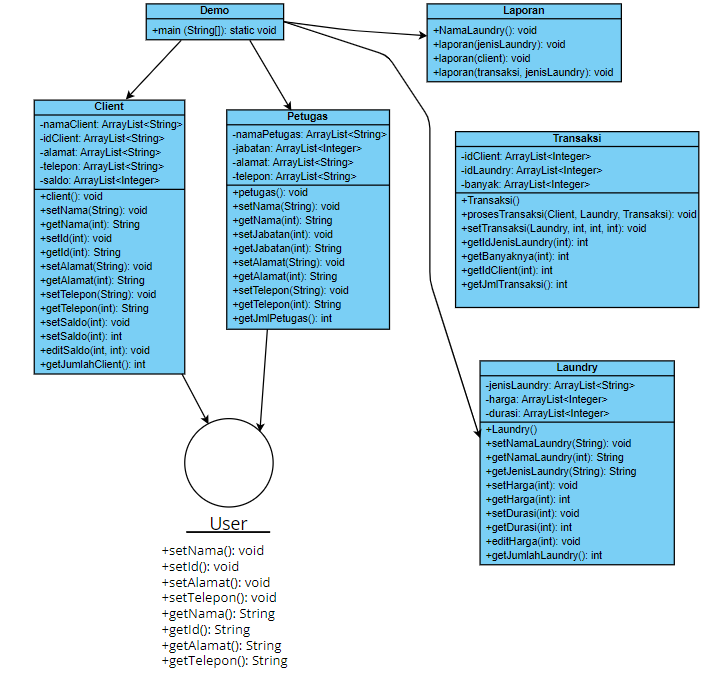 Demo
+main (String[]): static void
Laporan
+NamaLaundry(): void
+laporan(jenisLaundry): void
+laporan(client): void
+laporan(transaksi, jenisLaundry): void
Client
-namaClient: ArrayList<String>
-idClient: ArrayList<String>
-alamat: ArrayList<String>
-telepon: ArrayList<String>
-saldo: ArrayList<Integer>
+client(): void
+setNama(String): void
+getNama(int): String
+setId(int): void
+getId(int): String
+setAlamat(String): void
+getAlamat(int): String
+setTelepon(String): void
+getTelepon(int): String
+setSaldo(int): void
+setSaldo(int): int
+editSaldo(int, int): void
+getJumlahClient(): int
Petugas
-namaPetugas: ArrayList<String>
-jabatan: ArrayList<Integer>
-alamat: ArrayList<String>
-telepon: ArrayList<String>
+petugas(): void
+setNama(String): void
+getNama(int): String
+setJabatan(int): void
+getJabatan(int): String
+setAlamat(String): void
+getAlamat(int): String
+setTelepon(String): void
+getTelepon(int): String
+getJmlPetugas(): int
Transaksi
-idClient: ArrayList<Integer>
-idLaundry: ArrayList<Integer>
-banyak: ArrayList<Integer>
+Transaksi()
+prosesTransaksi(Client, Laundry, Transaksi): void
+setTransaksi(Laundry, int, int, int): void
+getIdJenisLaundry(int): int
+getBanyaknya(int): int
+getIdClient(int): int
+getJmlTransaksi(): int
Laundry
-jenisLaundry: ArrayList<String>
-harga: ArrayList<Integer>
-durasi: ArrayList<Integer>
+Laundry()
+setNamaLaundry(String): void
+getNamaLaundry(int): String
+getJenisLaundry(String): String
+setHarga(int): void
+getHarga(int): int
+setDurasi(int): void
+getDurasi(int): int
+editHarga(int): void
+getJumlahLaundry(): int
User
+setNama(): void
+setId(): void
+setAlamat(): void
+setTelepon(): void
+getNama(): String
+getId(): String
+getAlamat(): String
+getTelepon(): String